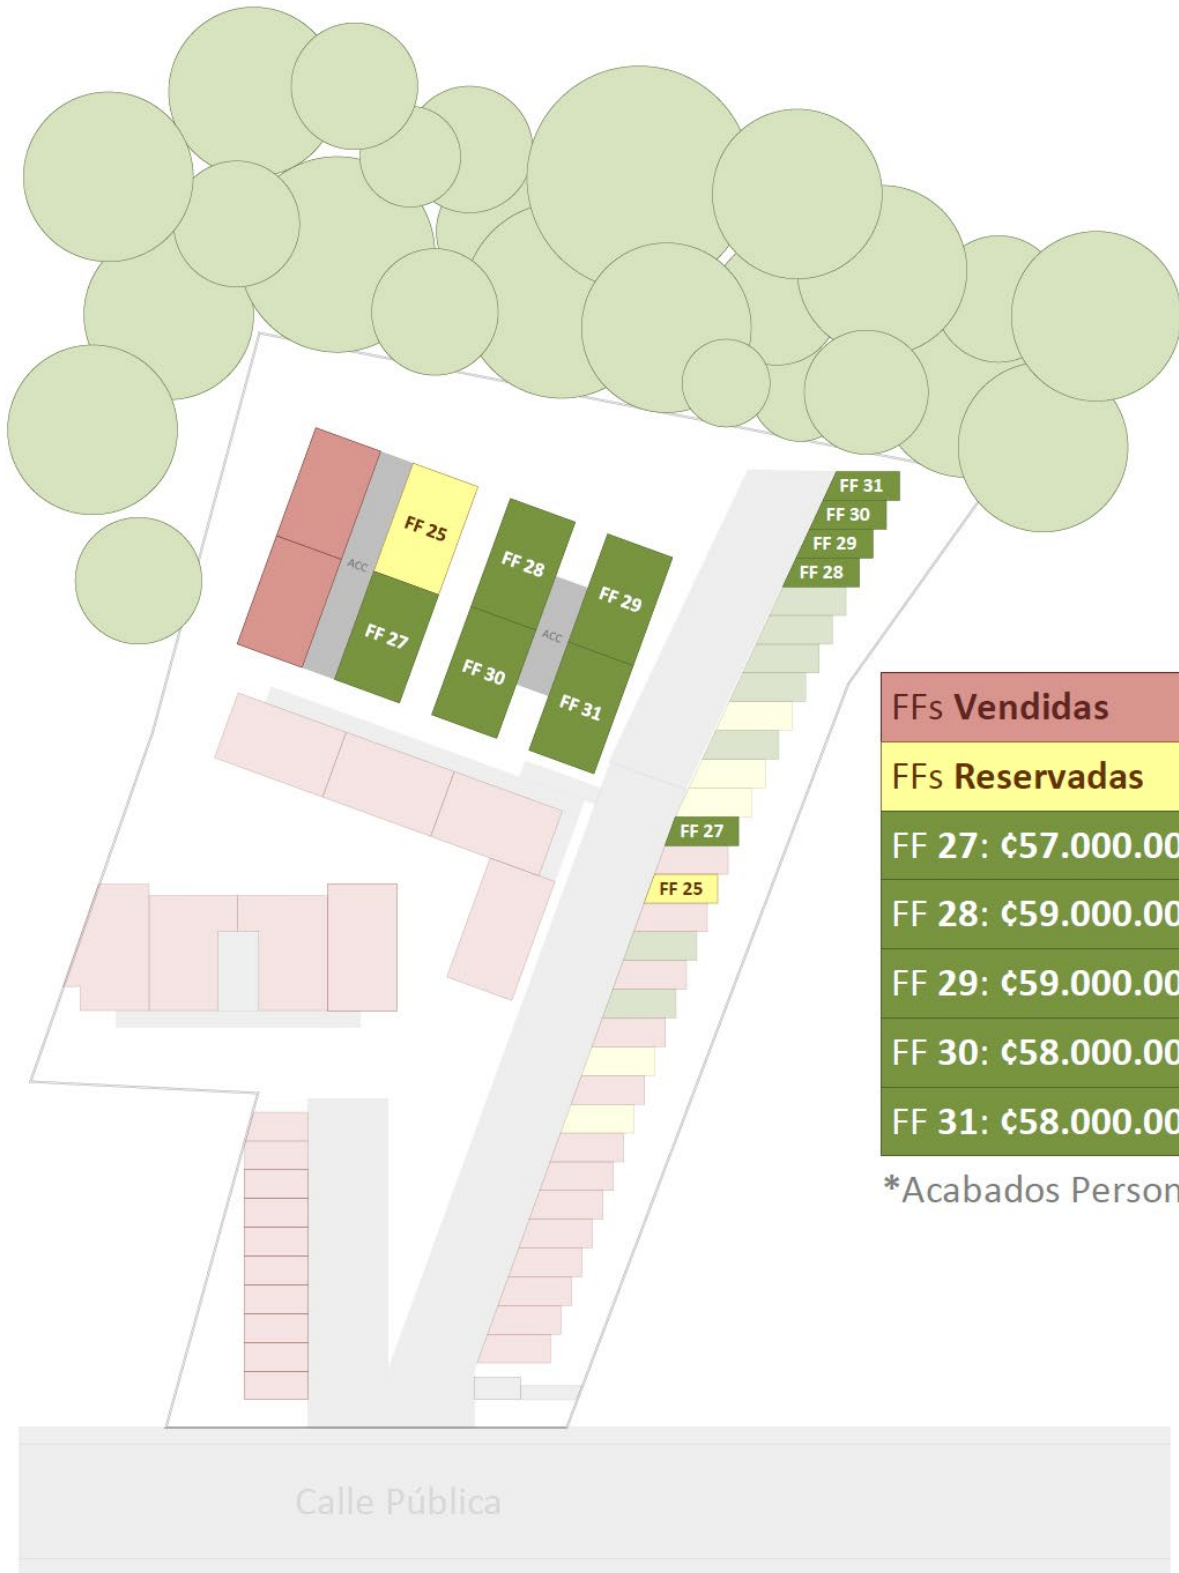 FF 31
FF 30
FF 29
FF 28
FF 25
ACC
FF 27
FF 28
FF 29
ACC
FF 30
FF 31
FF 27
FF 25
FFs Vendidas
FFs Reservadas
FF 27: ¢57.000.00
FF 28: ¢59.000.00
FF 29: ¢59.000.00
FF 30: ¢58.000.00
FF 31: ¢58.000.00
*Acabados Person
Calle Pública